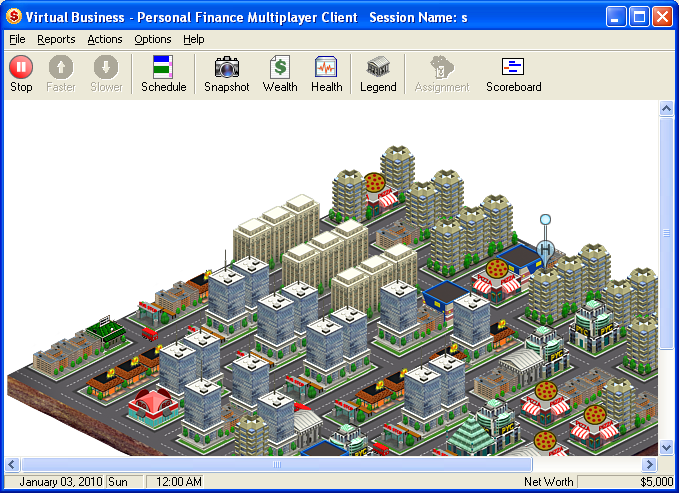 Virtual Business - Personal Finance Multiplayer Client   Session Name: s
File Reports Actions Options Help
Stop Faster Slower Schedule Snapshot Wealth Health Legend Assignment Scoreboard
H
January 03, 2010 Sun 12:00 AM Net Worth $5,000